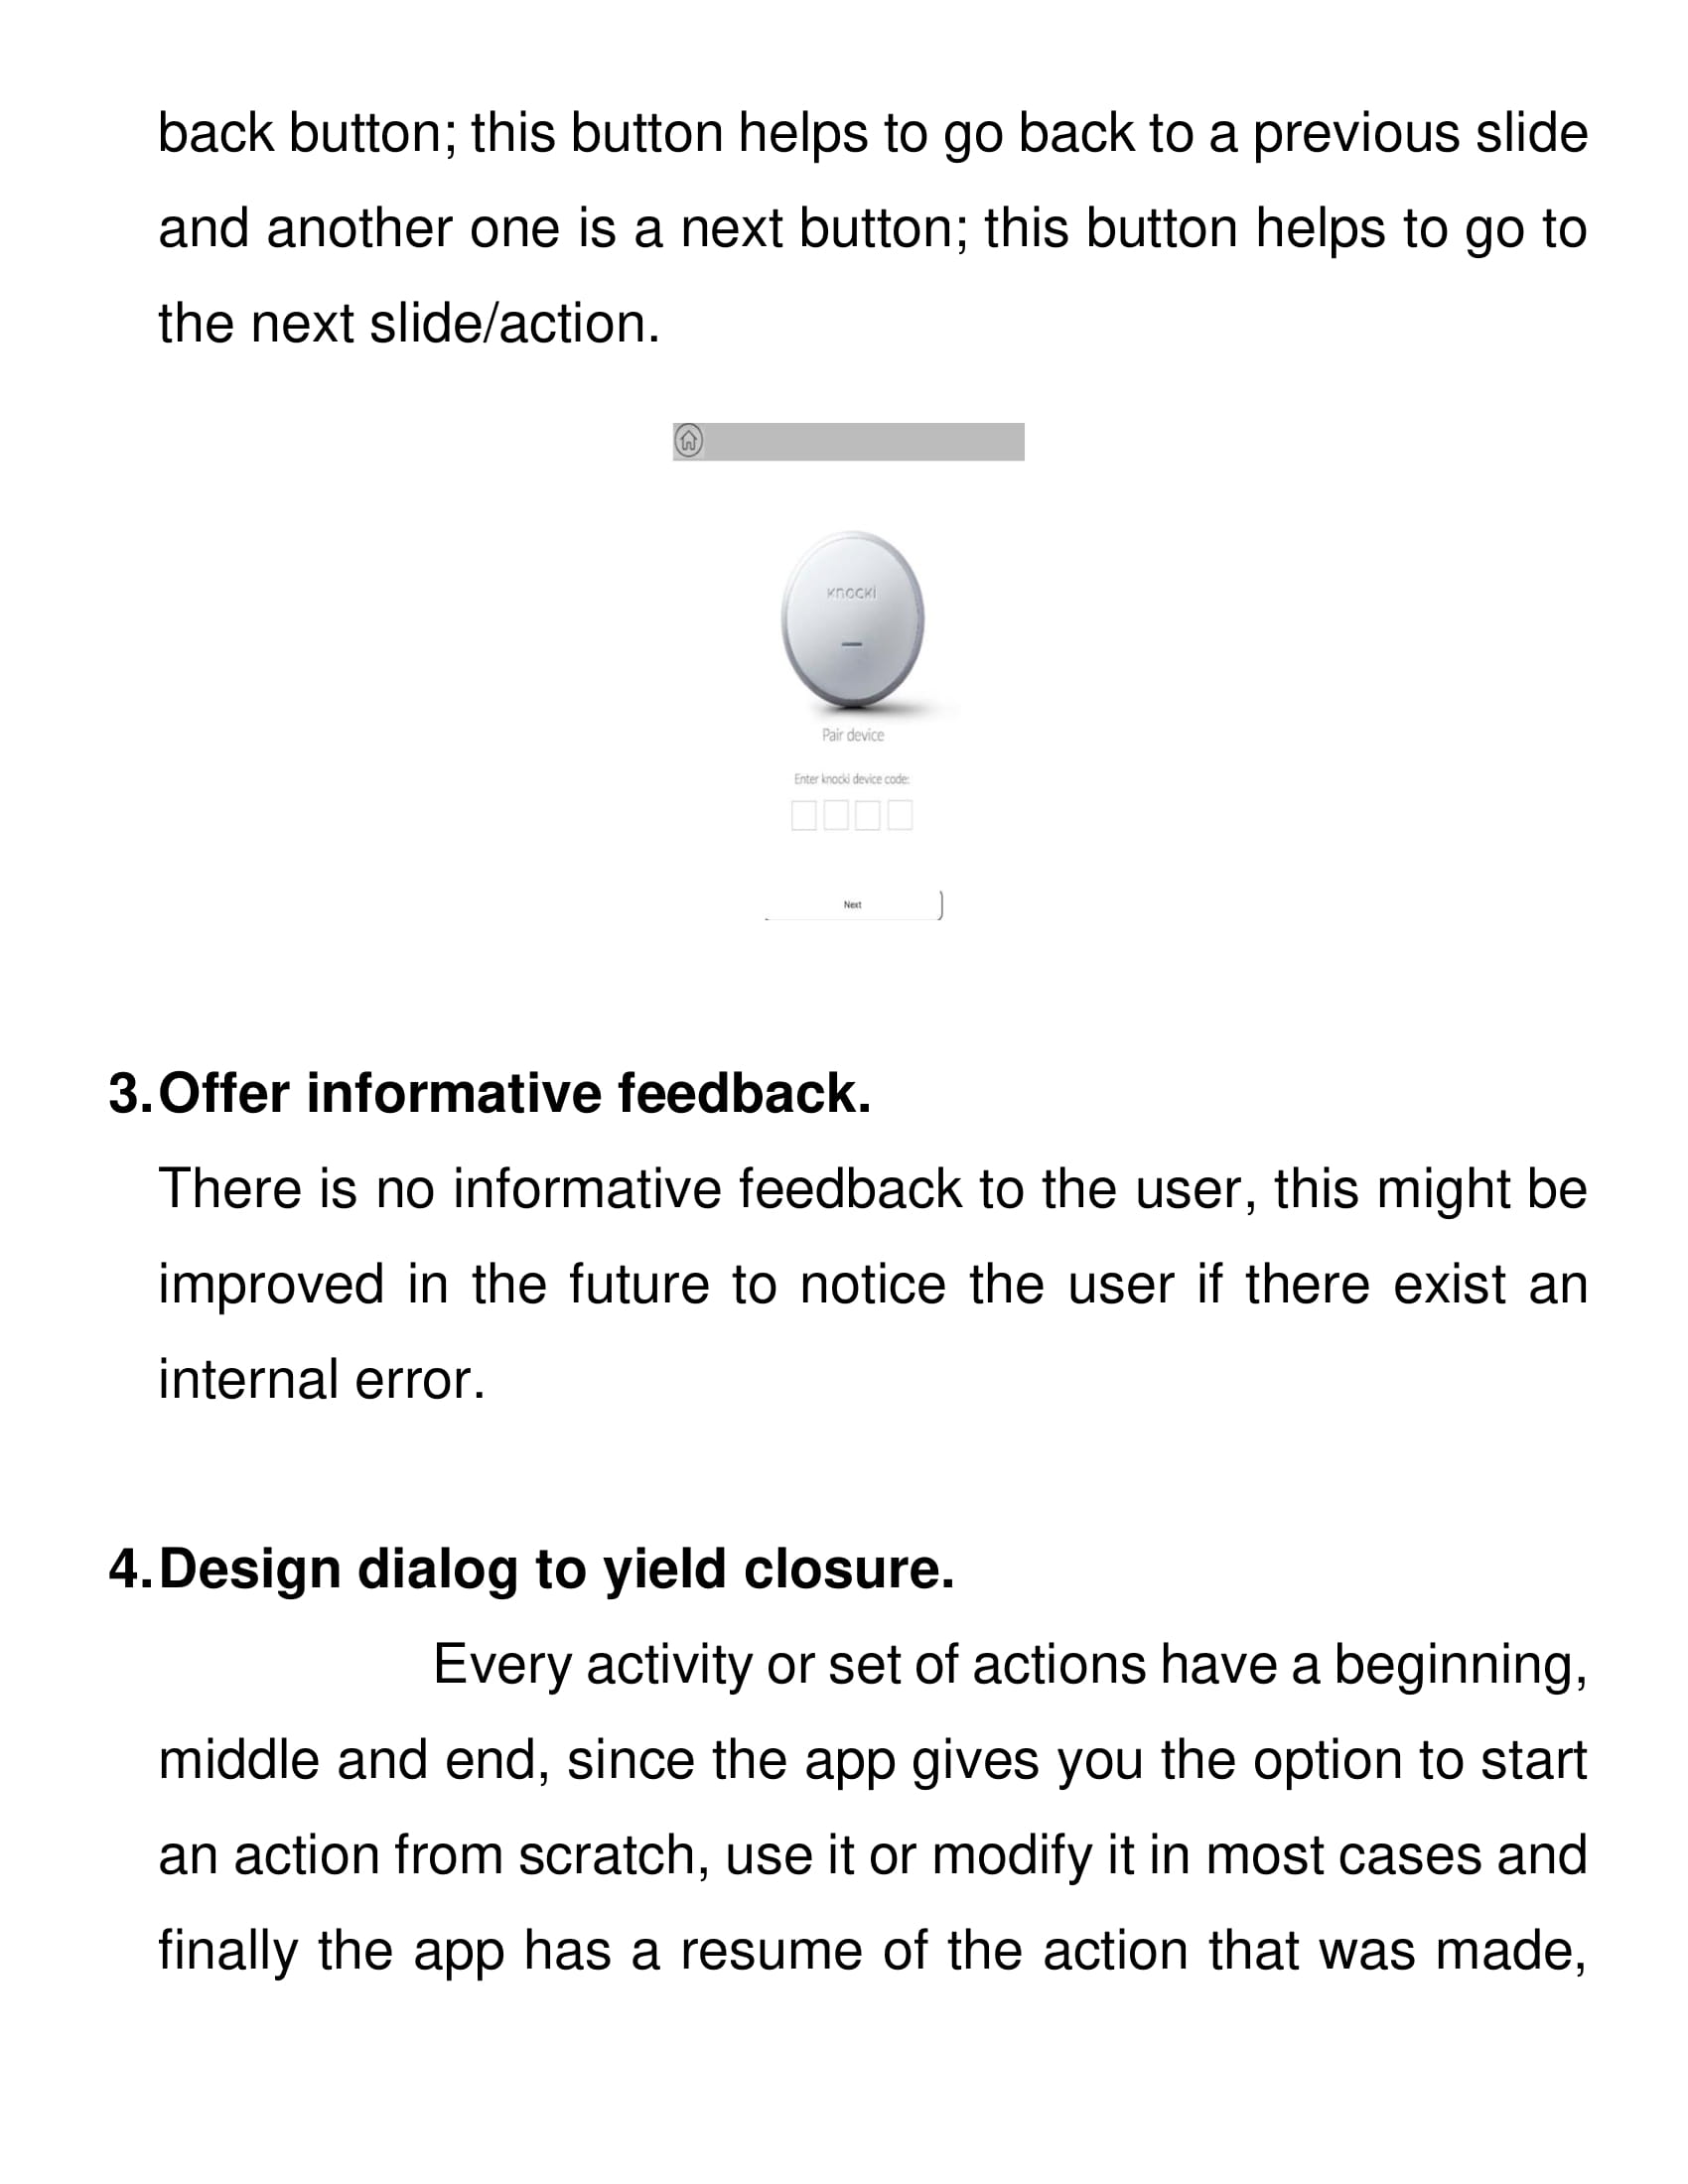 back button; this button helps to go back to a previous slide
and another one is a next button; this button helps to go to
the next slide/action.
knocki
Pair device
Enter knocki device code:
Next
3. Offer informative feedback.
There is no informative feedback to the user, this might be
improved in the future to notice the user if there exist an
internal error.
4. Design dialog to yield closure.
Every activity or set of actions have a beginning,
middle and end, since the app gives you the option to start
an action from scratch, use it or modify it in most cases and
finally the app has a resume of the action that was made,